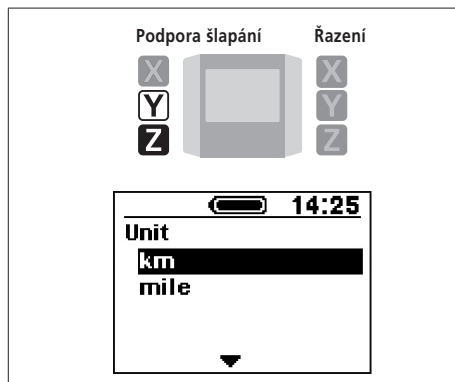 Podpora šlapání Řazení
X X
Y Y
Z Z
14:25
Unit
km
mile